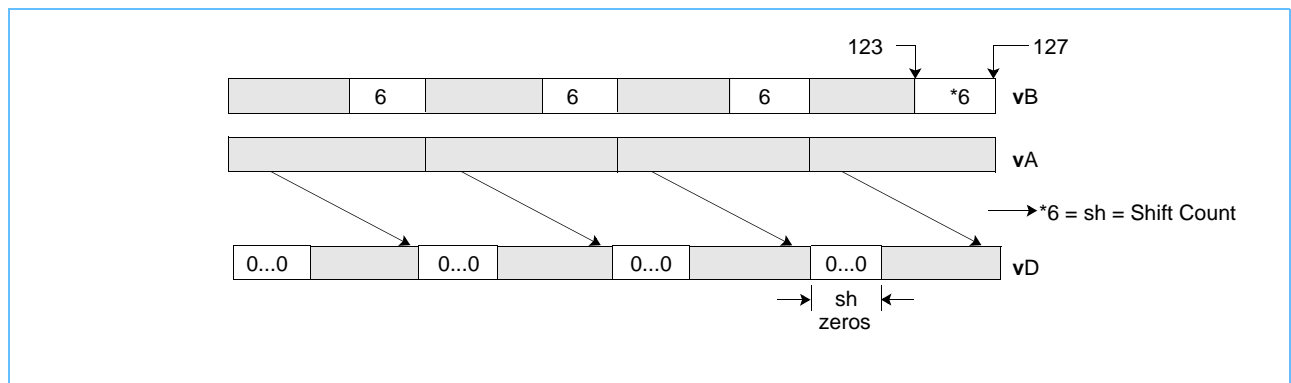 123 127
6 6 6 *6 vB
vA
*6 = sh = Shift Count
0...0 0...0 0...0 0...0 vD
sh
zeros